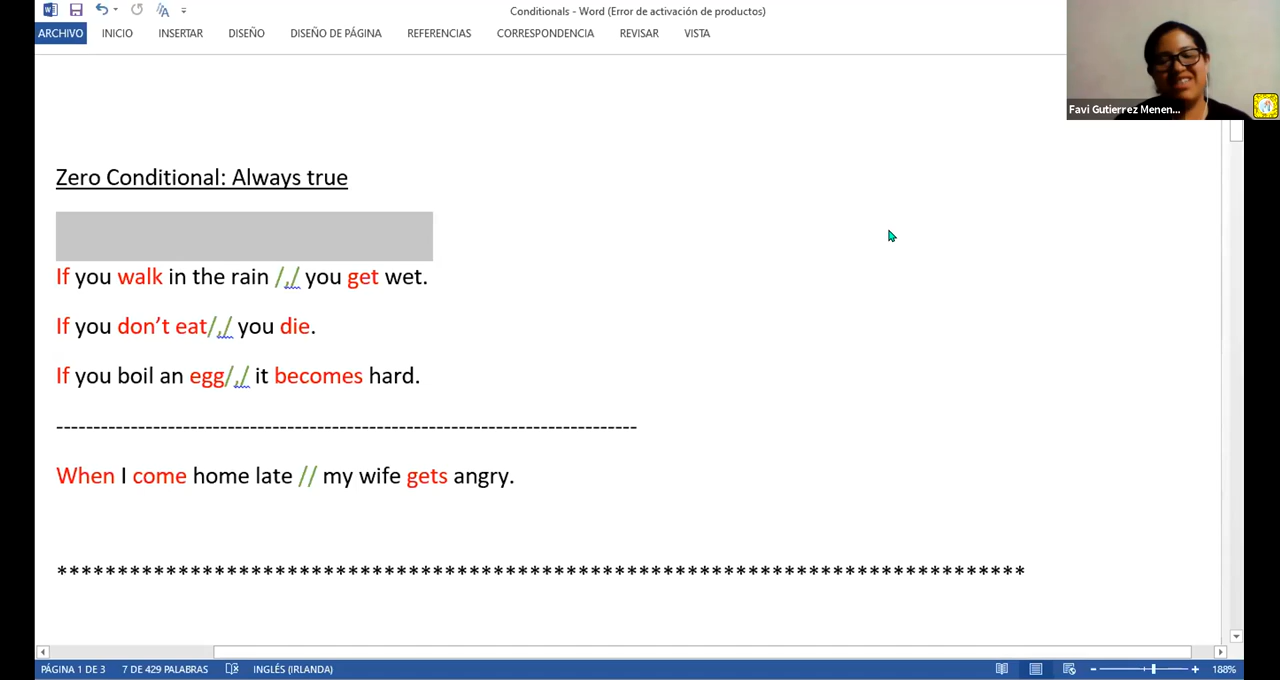 Conditionals - Word (Error de activación de productos)
ARCHIVO INICIO INSERTAR DISEÑO DISEÑO DE PÁGINA REFERENCIAS CORRESPONDENCIA REVISAR VISTA
Favi Gutierrez Menen...
Zero Conditional: Always true
If you walk in the rain /,/ you get wet.
If you don't eat/,/ you die.
If you boil an egg/,/ it becomes hard.
------------------------------------------------------------------------------
When I come home late // my wife gets angry.
********************************************************************************
PÁGINA 1 DE 3 7 DE 429 PALABRAS INGLÉS (IRLANDA) 188%